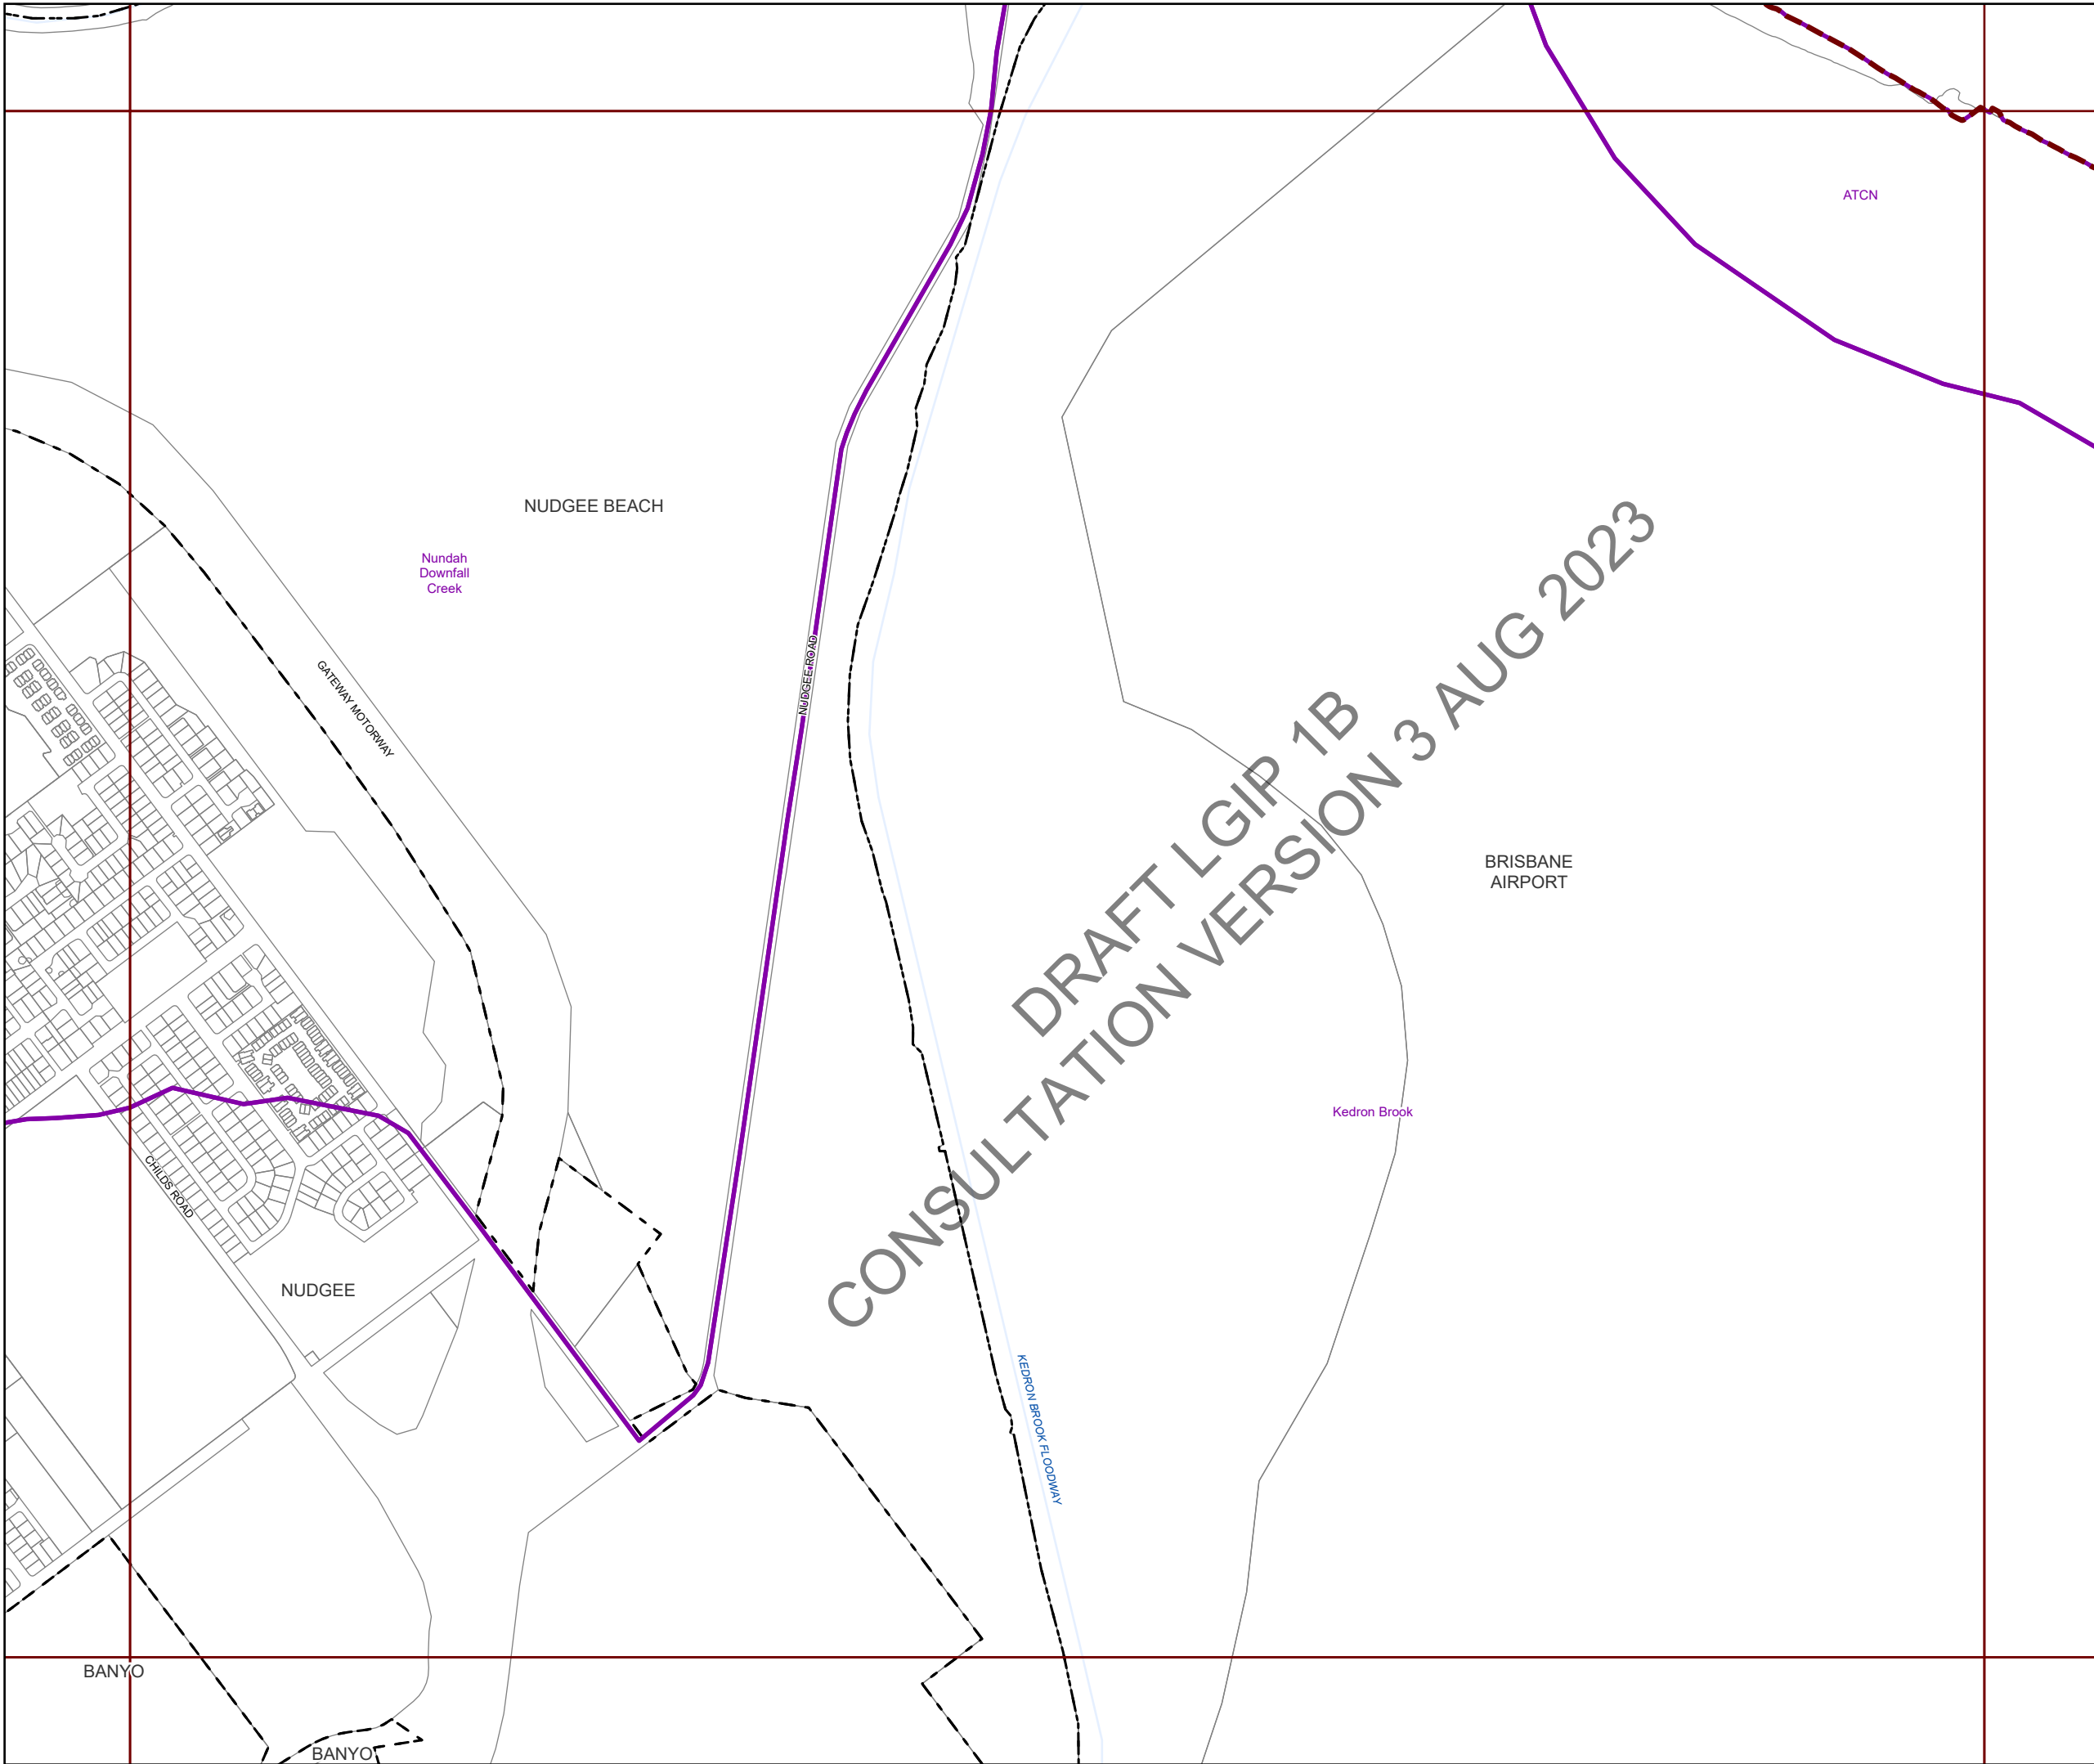 ATCN
NUDGEE BEACH
Nundah
Downfall
Creek
NUDGEE ROAD
GATEWAY MOTORWAY
DRAFT LGIP 1B
CONSULTATION VERSION 3 AUG 2023
BRISBANE
AIRPORT
Kedron Brook
CHILDS ROAD
NUDGEE
KEDRON BROOK FLOODWAY
BANYO
BANYO